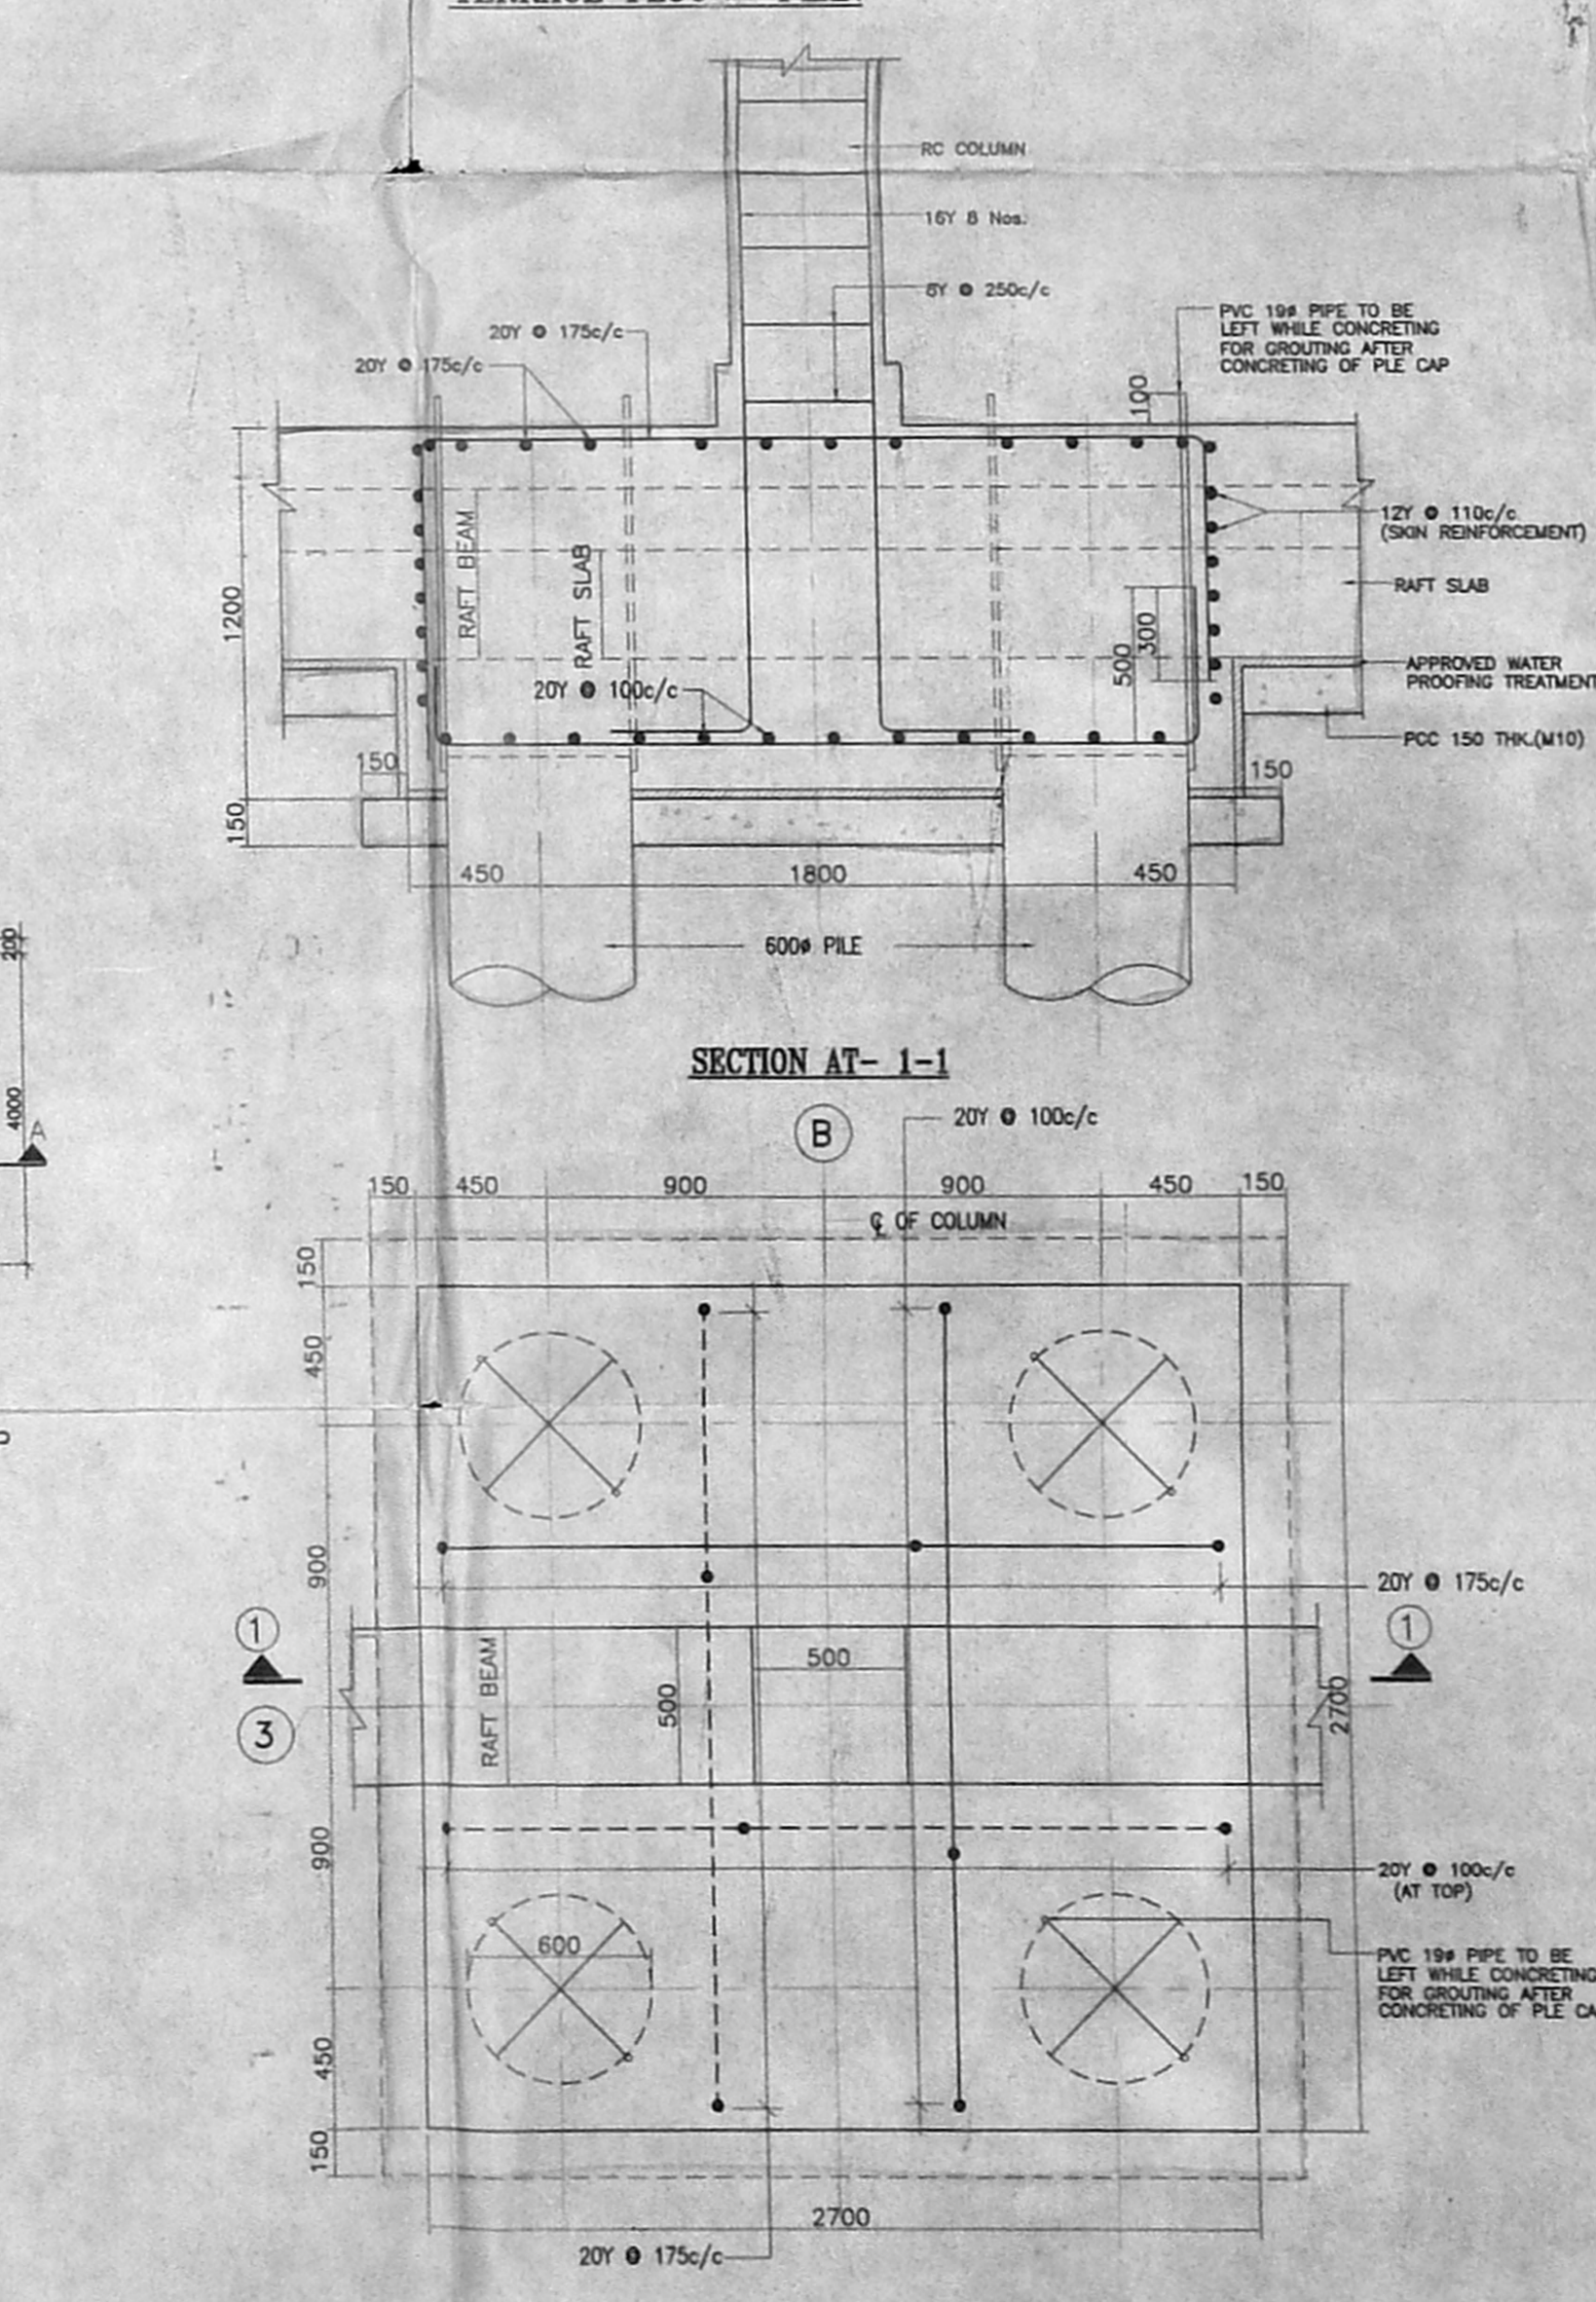 RC COLUMN
16Y 8 Nos.
8Y @ 250c/c
20Y @ 175c/c
20Y @ 175c/c
PVC 19ø PIPE TO BE
LEFT WHILE CONCRETING
FOR GROUTING AFTER
CONCRETING OF PLE CAP
100
12Y @ 110c/c
(SKIN REINFORCEMENT)
RAFT BEAM
RAFT SLAB
RAFT SLAB
1200
300
500
20Y @ 100c/c
APPROVED WATER
PROOFING TREATMENT
PCC 150 THK.(M10)
150
150
150
450
1800
450
600ø PILE
200
4000
A
SECTION AT- 1-1
B
20Y @ 100c/c
150
450
900
900
450
150
℄ OF COLUMN
150
450
900
20Y @ 175c/c
1
1
RAFT BEAM
500
500
2700
3
900
20Y @ 100c/c
(AT TOP)
600
PVC 19ø PIPE TO BE
LEFT WHILE CONCRETING
FOR GROUTING AFTER
CONCRETING OF PLE CA
450
150
2700
20Y @ 175c/c